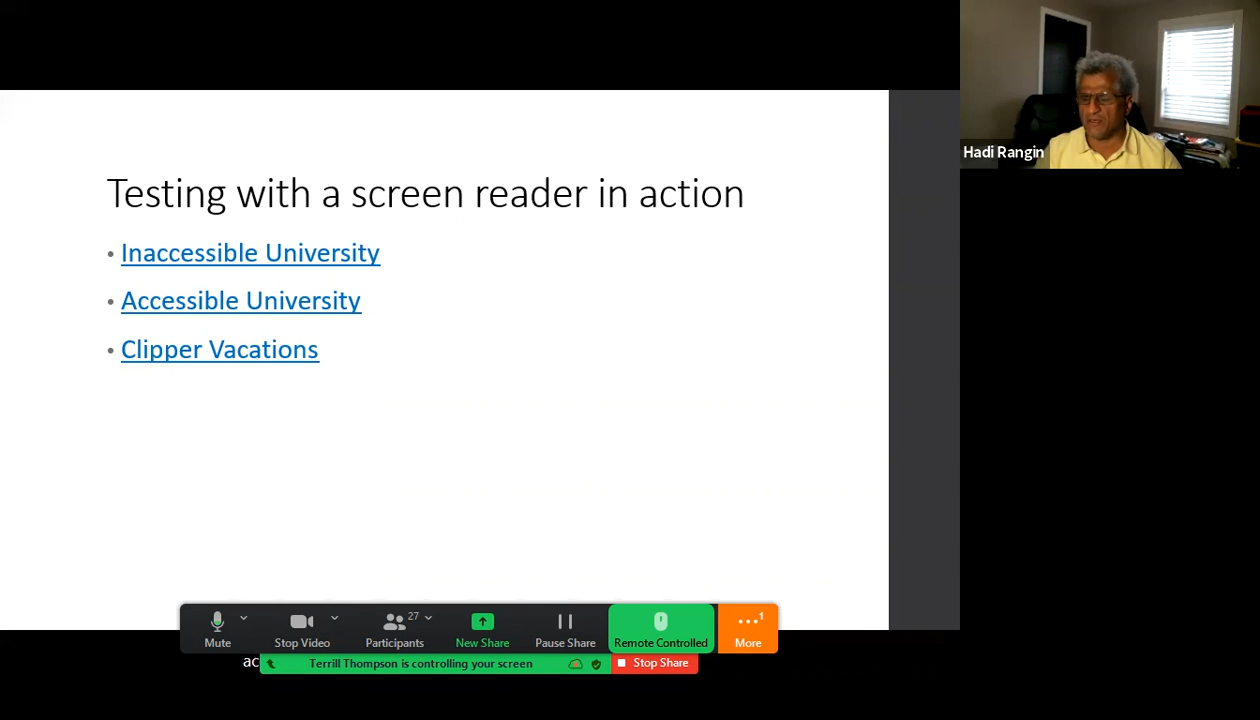 Hadi Rangin
Testing with a screen reader in action
• Inaccessible University
• Accessible University
• Clipper Vacations
27
1
Mute
Stop Video
Participants
New Share
Pause Share
Remote Controlled
More
ac
Terrill Thompson is controlling your screen
Stop Share